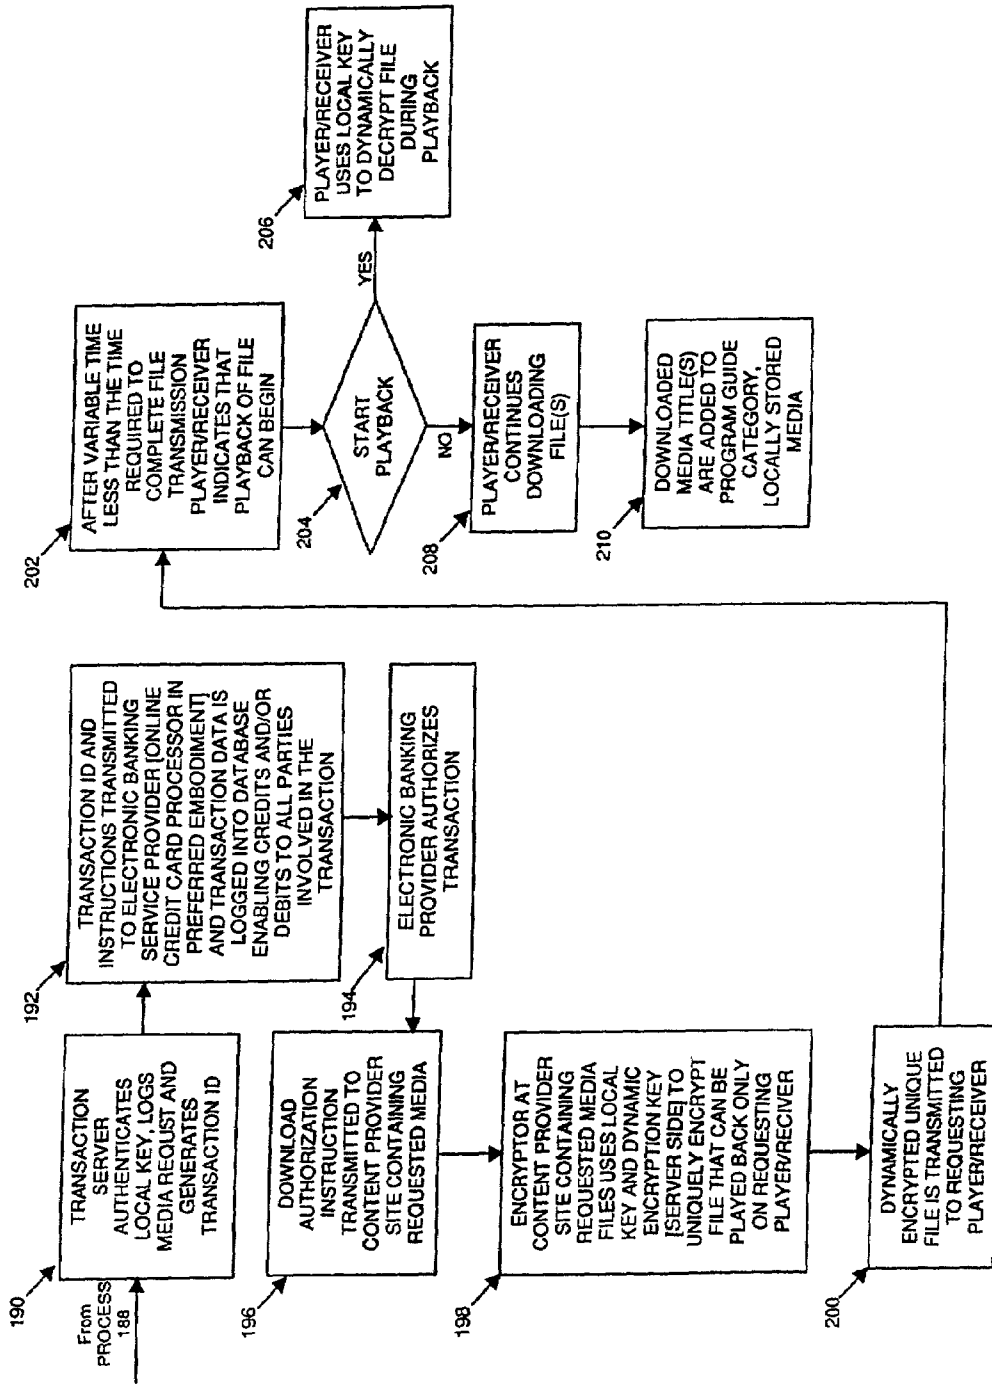 From
PROCESS
188
190
TRANSACTION
SERVER
AUTHENTICATES
LOCAL KEY, LOGS
MEDIA REQUST AND
GENERATES
TRANSACTION ID
192
TRANSACTION ID AND
INSTRUCTIONS TRANSMITTED
TO ELECTRONIC BANKING
SERVICE PROVIDER [ONLINE
CREDIT CARD PROCESSOR IN
PREFERRED EMBODIMENT]
AND TRANSACTION DATA IS
LOGGED INTO DATABASE
ENABLING CREDITS AND/OR
DEBITS TO ALL PARTIES
INVOLVED IN THE
TRANSACTION
194
ELECTRONIC BANKING
PROVIDER AUTHORIZES
TRANSACTION
196
DOWNLOAD
AUTHORIZATION
INSTRUCTION
TRANSMITTED TO
CONTENT PROVIDER
SITE CONTAINING
REQUESTED MEDIA
198
ENCRYPTOR AT
CONTENT PROVIDER
SITE CONTAINING
REQUESTED MEDIA
FILES USES LOCAL
KEY AND DYNAMIC
ENCRYPTION KEY
[SERVER SIDE] TO
UNIQUELY ENCRYPT
FILE THAT CAN BE
PLAYED BACK ONLY
ON REQUESTING
PLAYER/RECEIVER
200
DYNAMICALLY
ENCRYPTED UNIQUE
FILE IS TRANSMITTED
TO REQUESTING
PLAYER/RECEIVER
202
AFTER VARIABLE TIME
LESS THAN THE TIME
REQUIRED TO
COMPLETE FILE
TRANSMISSION
PLAYER/RECEIVER
INDICATES THAT
PLAYBACK OF FILE
CAN BEGIN
204
START
PLAYBACK
YES
NO
206
PLAYER/RECEIVER
USES LOCAL KEY
TO DYNAMICALLY
DECRYPT FILE
DURING
PLAYBACK
208
PLAYER/RECEIVER
CONTINUES
DOWNLOADING
FILE(S)
210
DOWNLOADED
MEDIA TITLE(S)
ARE ADDED TO
PROGRAM GUIDE
CATEGORY,
LOCALLY STORED
MEDIA